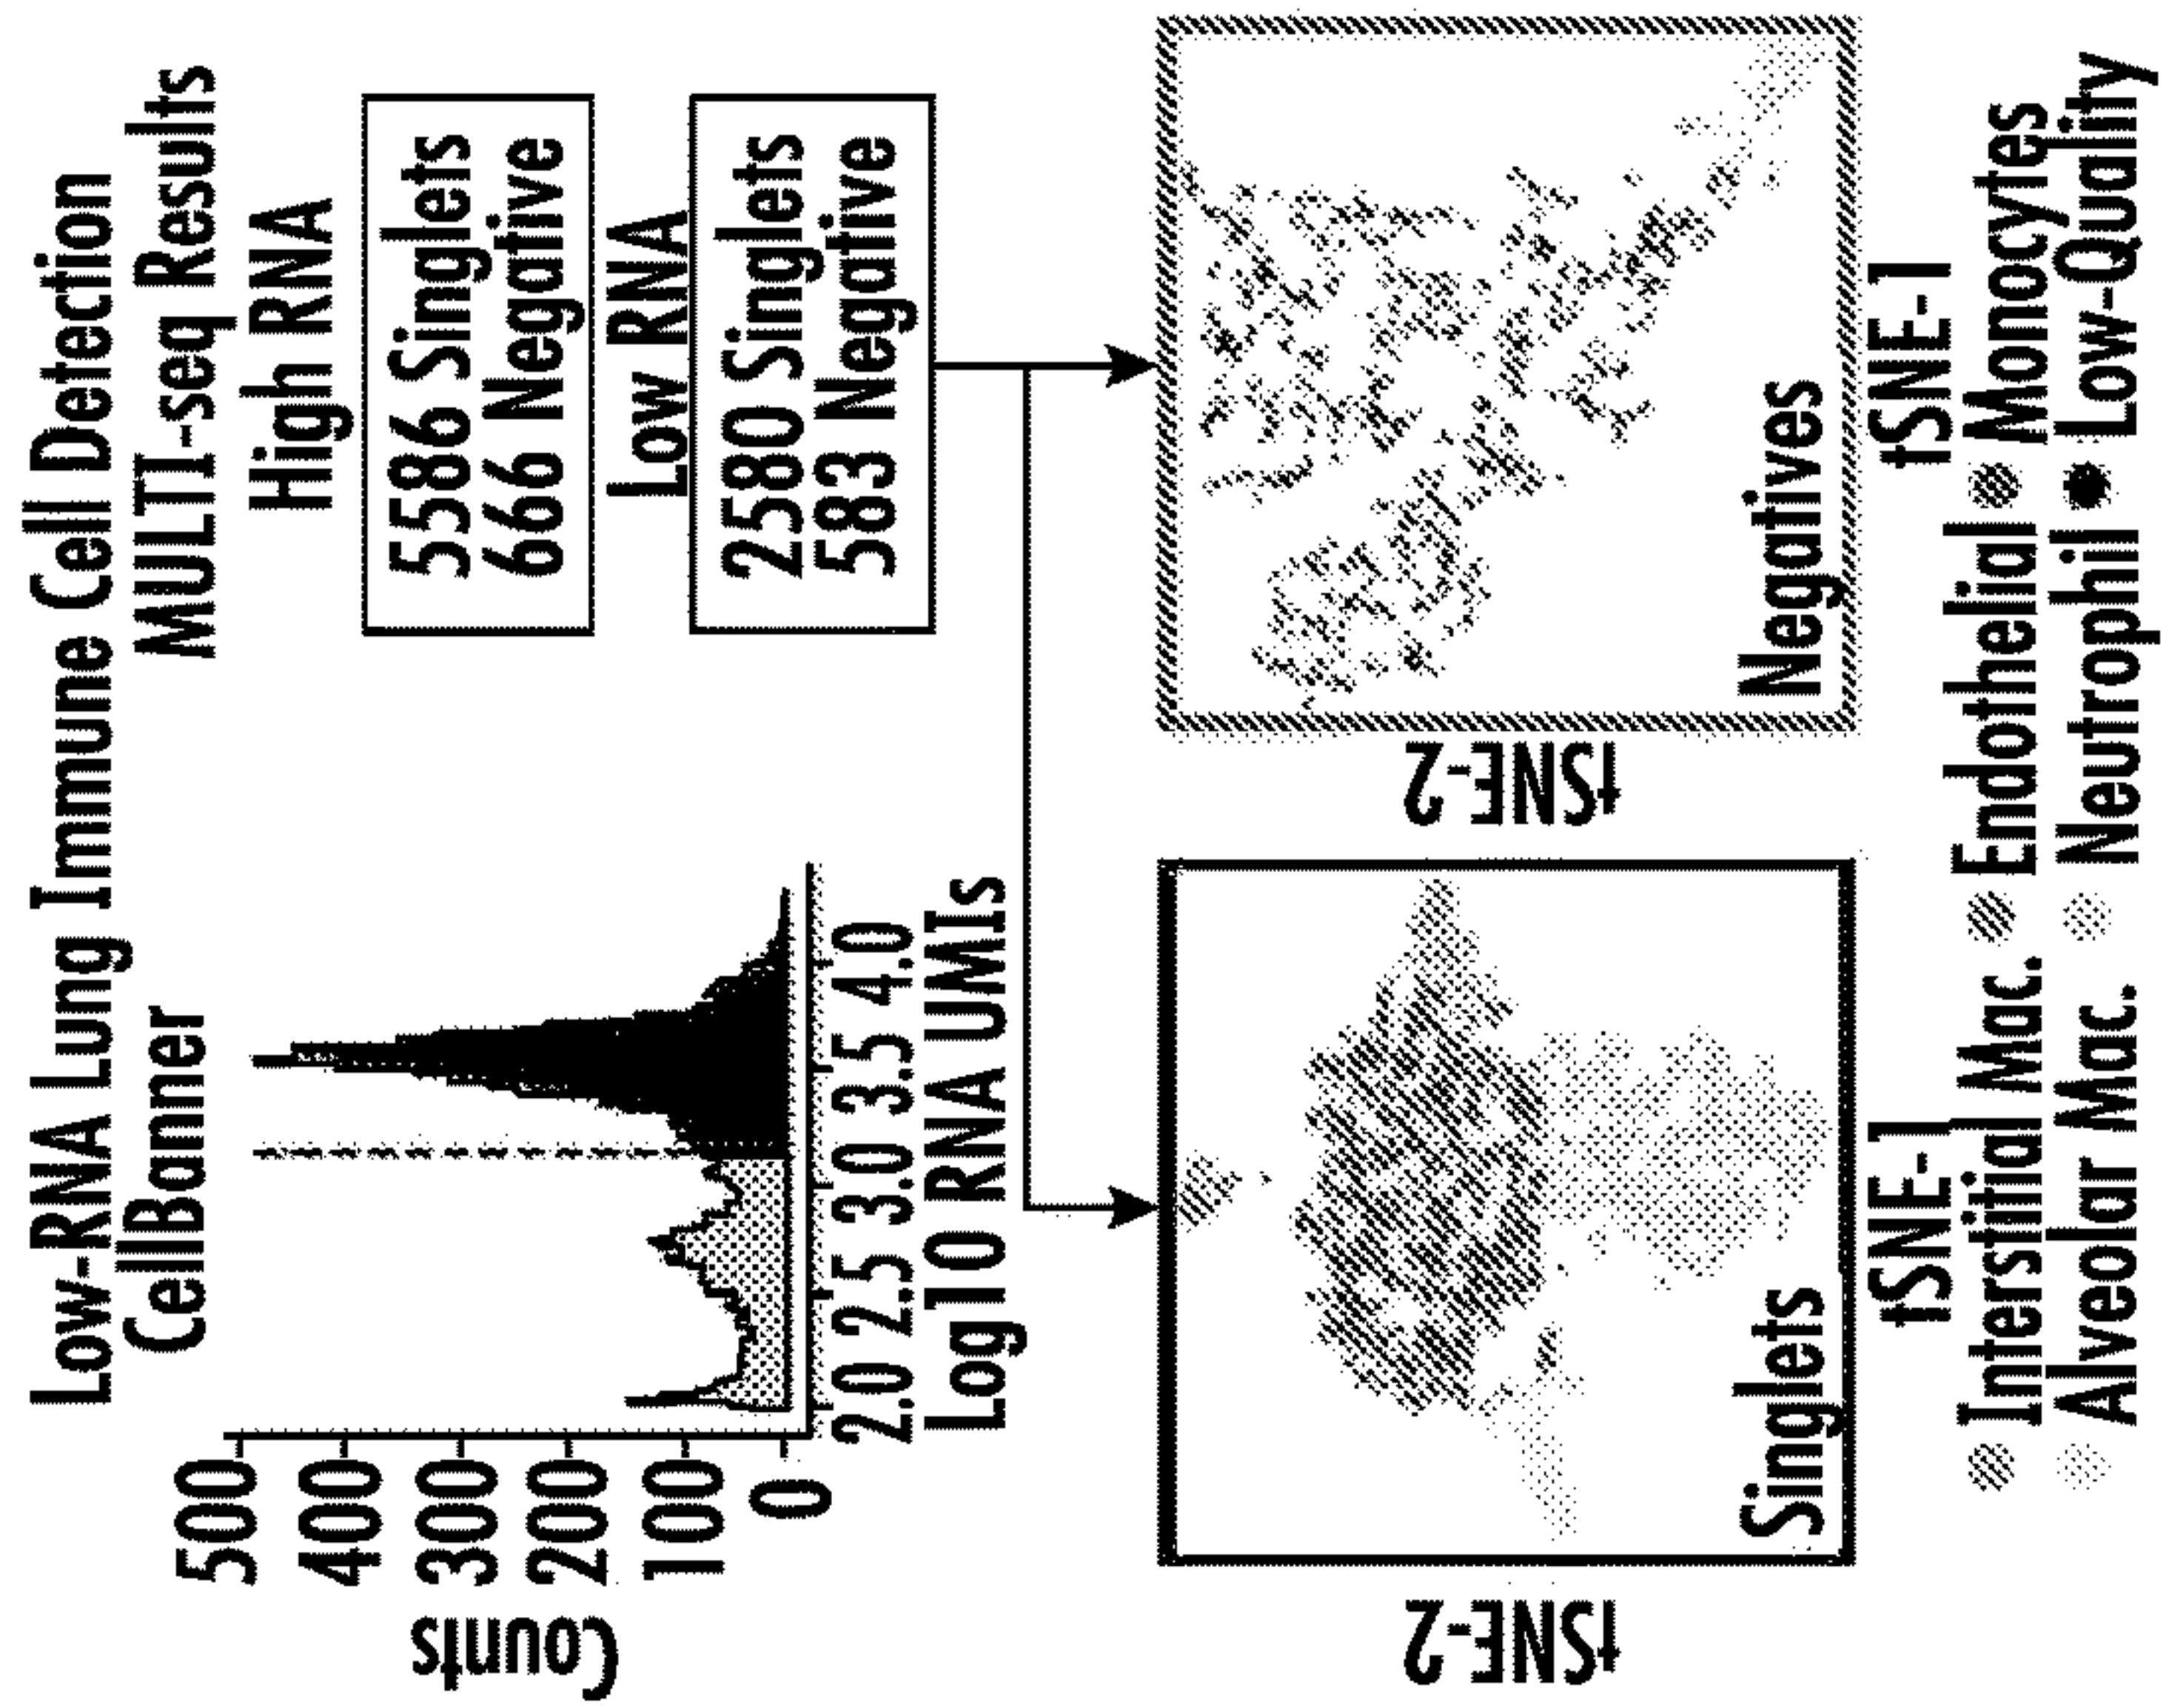 Low-RNA Lung Immune Cell Detection
CellBanner
MULTI-seq Results
500
400
300
200
100
0
Counts
2.0 2.5 3.0 3.5 4.0
Log10 RNA UMIs
High RNA
5586 Singlets
666 Negative
Low RNA
2580 Singlets
583 Negative
tSNE-2
Singlets
tSNE-1
tSNE-2
Negatives
tSNE-1
Interstitial Mac. Endothelial Monocytes
Alveolar Mac. Neutrophil Low-Quality